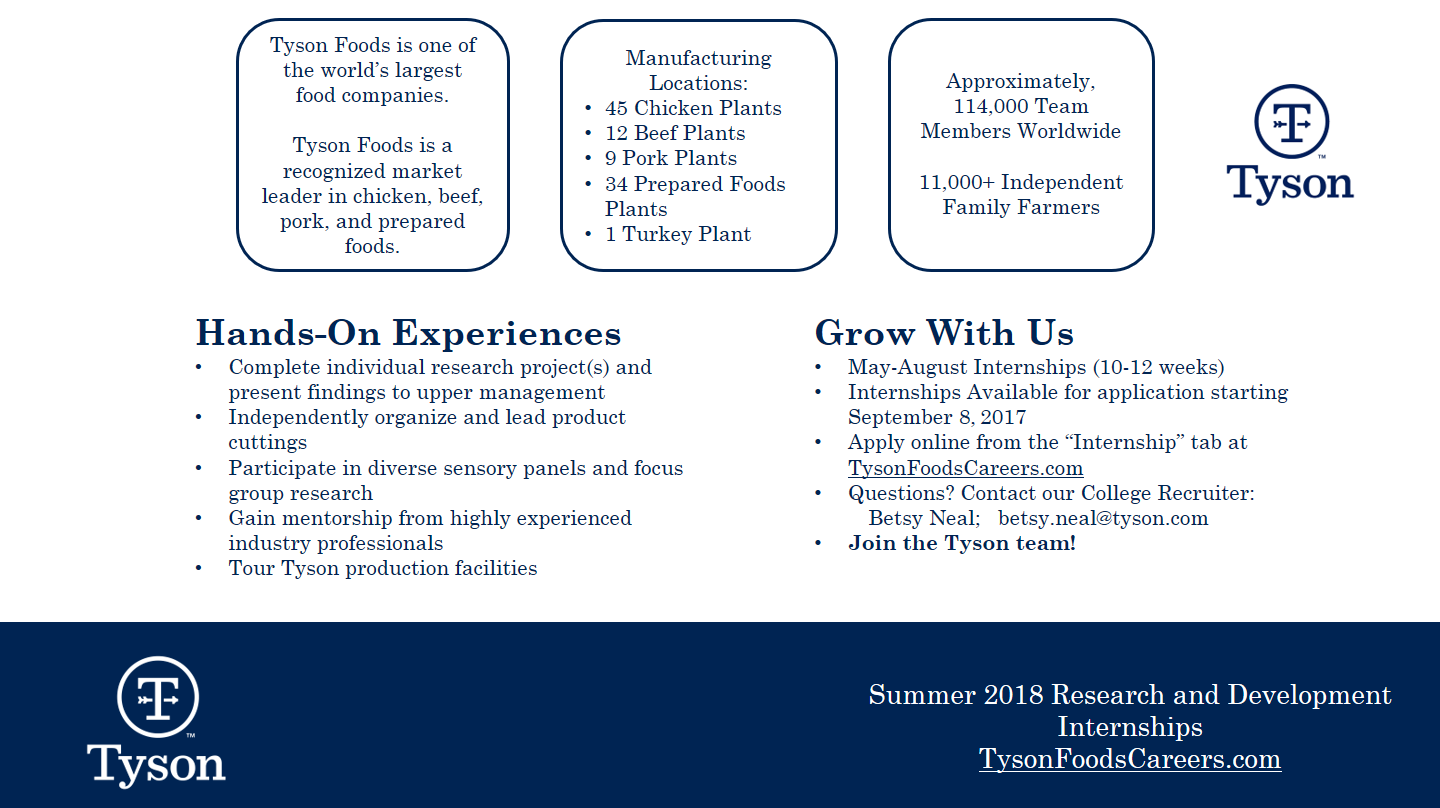 Tyson Foods is one of
the world’s largest
food companies.
Tyson Foods is a
recognized market
leader in chicken, beef,
pork, and prepared
foods.
Manufacturing
Locations:
• 45 Chicken Plants
• 12 Beef Plants
• 9 Pork Plants
• 34 Prepared Foods
Plants
• 1 Turkey Plant
Approximately,
114,000 Team
Members Worldwide
11,000+ Independent
Family Farmers
T
TM
Tyson
Hands-On Experiences
• Complete individual research project(s) and
present findings to upper management
• Independently organize and lead product
cuttings
• Participate in diverse sensory panels and focus
group research
• Gain mentorship from highly experienced
industry professionals
• Tour Tyson production facilities
Grow With Us
• May-August Internships (10-12 weeks)
• Internships Available for application starting
September 8, 2017
• Apply online from the “Internship” tab at
TysonFoodsCareers.com
• Questions? Contact our College Recruiter:
Betsy Neal; betsy.neal@tyson.com
• Join the Tyson team!
T
TM
Tyson
Summer 2018 Research and Development
Internships
TysonFoodsCareers.com